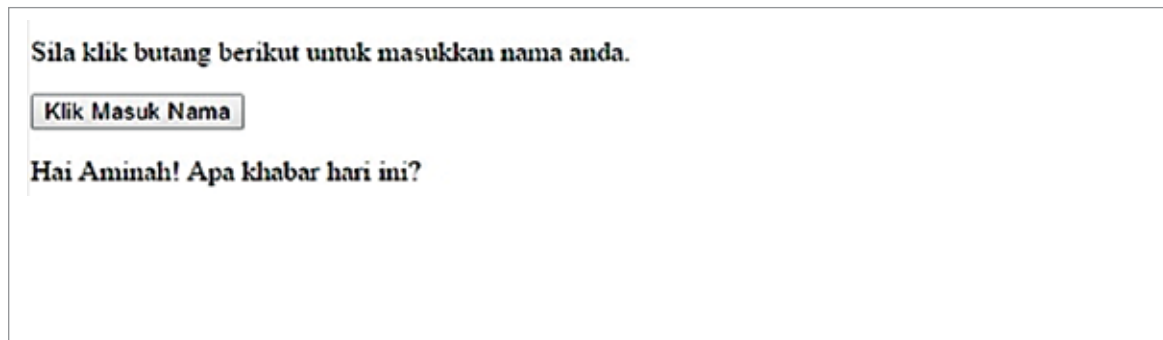 Sila klik butang berikut untuk masukkan nama anda.
Klik Masuk Nama
Hai Aminah! Apa khabar hari ini?